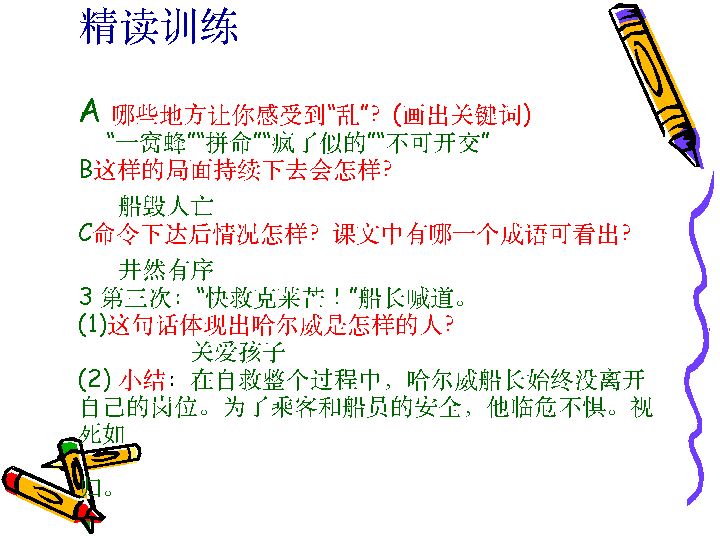 精读训练
A 哪些地方让你感受到“乱”？(画出关键词)
“一窝蜂”“拼命”“疯了似的”“不可开交”
B这样的局面持续下去会怎样？
船毁人亡
C命令下达后情况怎样？课文中有哪一个成语可看出？
井然有序
3 第三次：“快救克莱芒！”船长喊道。
(1)这句话体现出哈尔威是怎样的人？
关爱孩子
(2) 小结：在自救整个过程中，哈尔威船长始终没离开
自己的岗位。为了乘客和船员的安全，他临危不惧。视
死如
归。